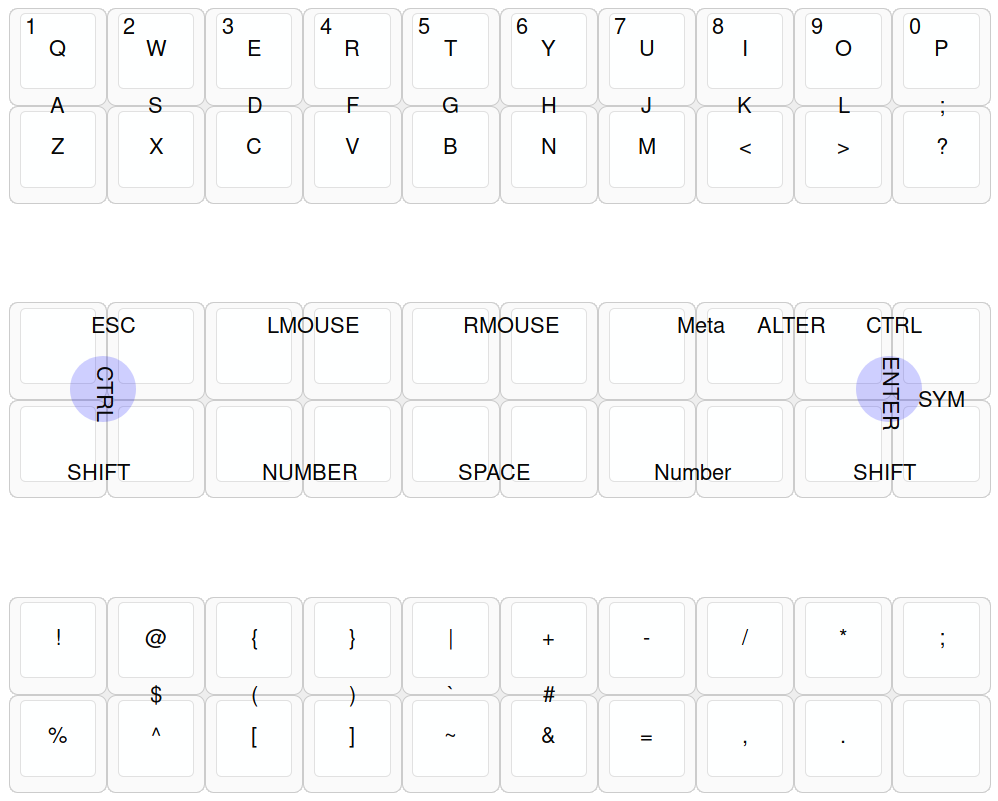 1 2 3 4 5 6 7 8 9 0
Q W E R T Y U I O P
A S D F G H J K L ;
Z X C V B N M < > ?
ESC LMOUSE RMOUSE Meta ALTER CTRL
CTRL ENTER SYM
SHIFT NUMBER SPACE Number SHIFT
! @ { } | + - / * ;
$ ( ) ` #
% ^ [ ] ~ & = , .